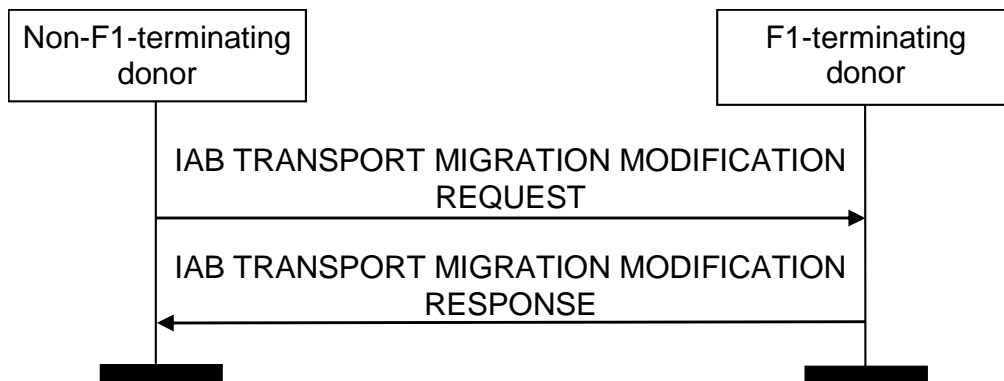 Non-F1-terminating
donor
F1-terminating
donor
IAB TRANSPORT MIGRATION MODIFICATION
REQUEST
IAB TRANSPORT MIGRATION MODIFICATION
RESPONSE